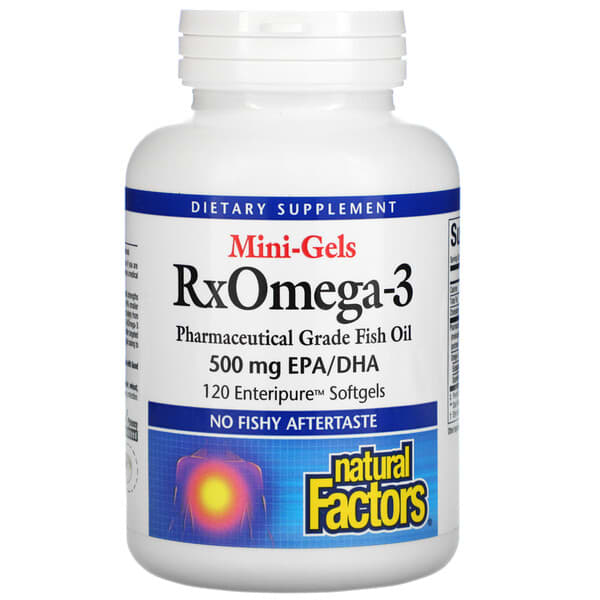 DIETARY SUPPLEMENT
Mini-Gels
RxOmega-3
Pharmaceutical Grade Fish Oil
500 mg EPA/DHA
120 Enteripure™ Softgels
NO FISHY AFTERTASTE
natural
Factors®